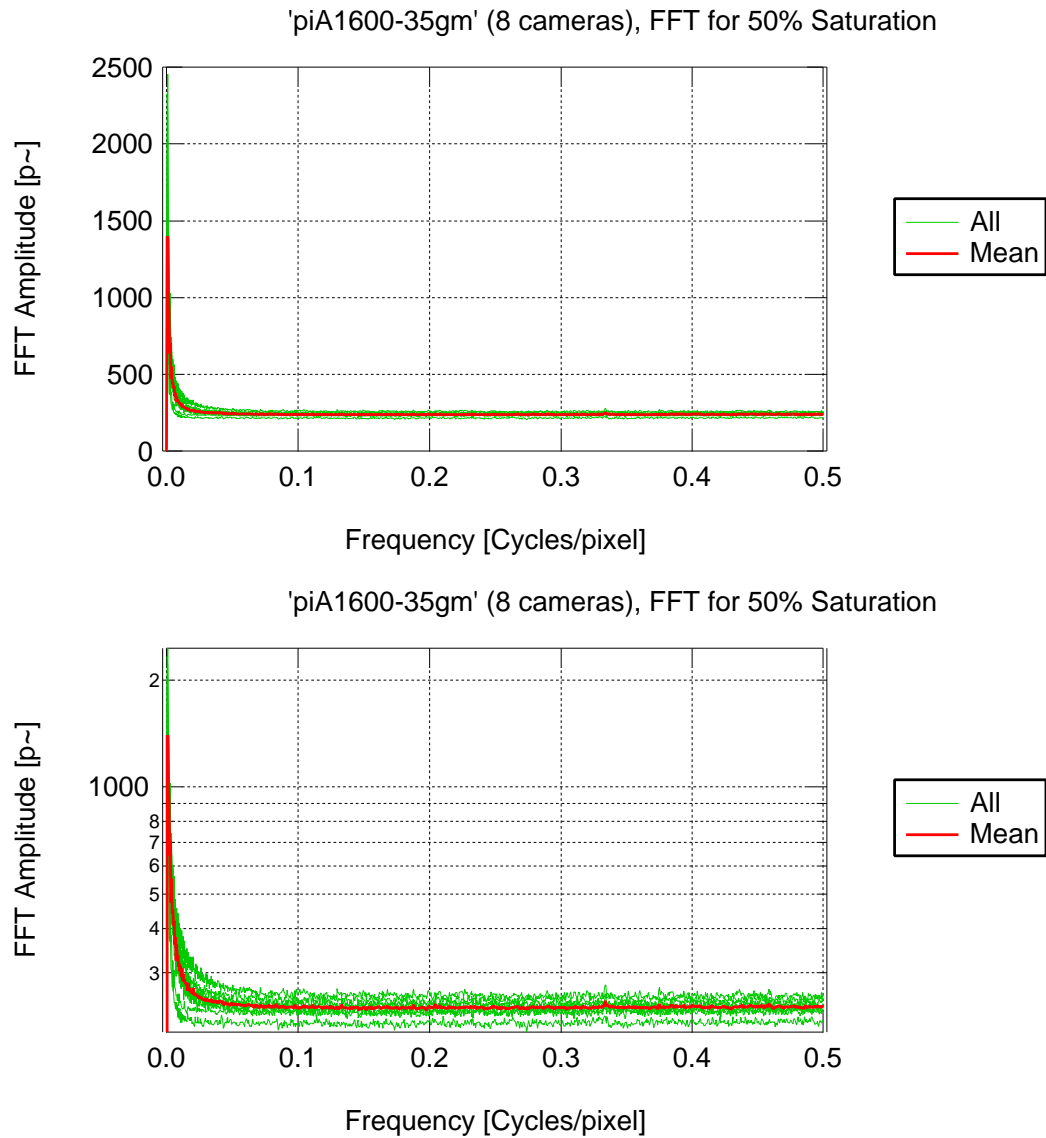 'piA1600-35gm' (8 cameras), FFT for 50% Saturation
FFT Amplitude [p~]
2500
2000
1500
1000
500
0
0.0 0.1 0.2 0.3 0.4 0.5
Frequency [Cycles/pixel]
All
Mean
'piA1600-35gm' (8 cameras), FFT for 50% Saturation
FFT Amplitude [p~]
2
1000
8
7
6
5
4
3
0.0 0.1 0.2 0.3 0.4 0.5
Frequency [Cycles/pixel]
All
Mean